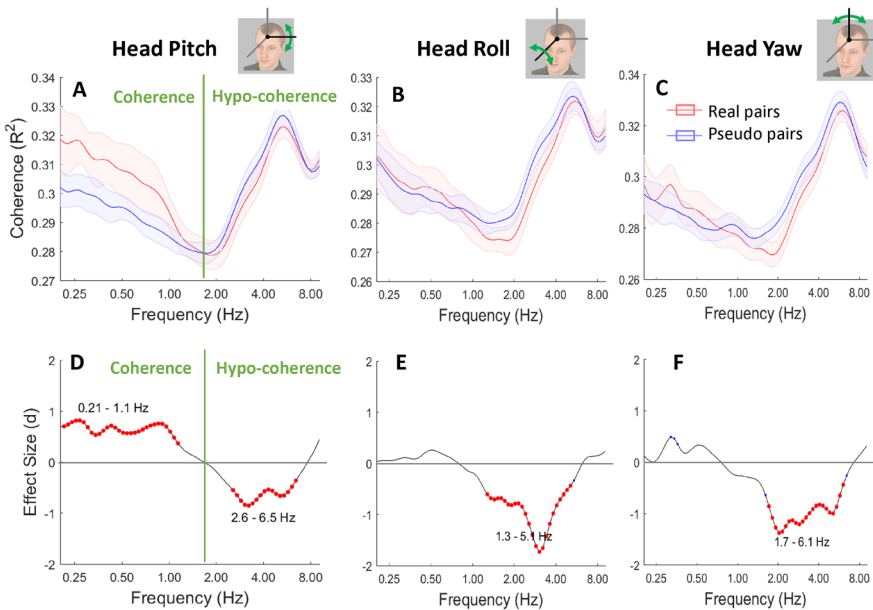 Head Pitch
Head Roll
Head Yaw
A
Coherence
Hypo-coherence
0.34
0.33
0.32
0.31
0.3
0.29
0.28
0.27
Coherence (R²)
0.25 0.50 1.00 2.00 4.00 8.00
Frequency (Hz)
B
0.33
0.32
0.31
0.3
0.29
0.28
0.27
0.26
0.25 0.50 1.00 2.00 4.00 8.00
Frequency (Hz)
C
Real pairs
Pseudo pairs
0.34
0.32
0.3
0.28
0.26
0.25 0.50 1.00 2.00 4.00 8.00
Frequency (Hz)
D
Coherence
Hypo-coherence
2
1
0
-1
-2
Effect Size (d)
0.21 - 1.1 Hz
2.6 - 6.5 Hz
0.25 0.50 1.00 2.00 4.00 8.00
Frequency (Hz)
E
2
1
0
-1
-2
1.3 - 5.1 Hz
0.25 0.50 1.00 2.00 4.00 8.00
Frequency (Hz)
F
2
1
0
-1
-2
1.7 - 6.1 Hz
0.25 0.50 1.00 2.00 4.00 8.00
Frequency (Hz)